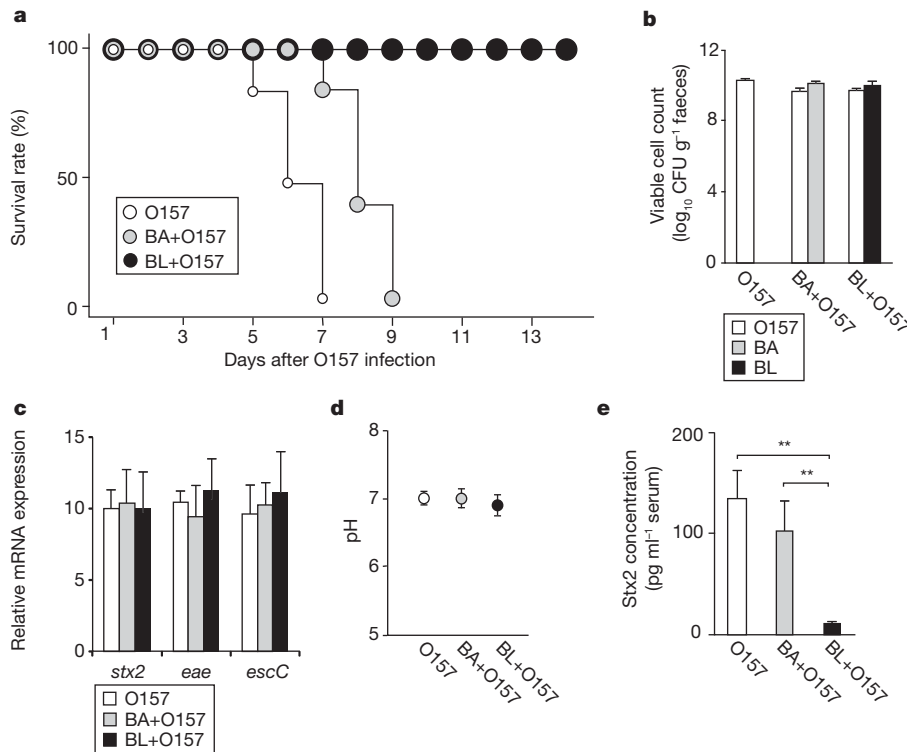 a
Survival rate (%)
100
50
0
O157
BA+O157
BL+O157
1 3 5 7 9 11 13
Days after O157 infection
b
Viable cell count
(log₁₀ CFU g⁻¹ faeces)
15
10
5
0
O157
BA+O157
BL+O157
O157
BA
BL
c
Relative mRNA expression
15
10
5
0
stx2 eae escC
O157
BA+O157
BL+O157
d
pH
8
7
6
5
O157
BA+O157
BL+O157
e
Stx2 concentration
(pg ml⁻¹ serum)
200
100
0
**
**
O157
BA+O157
BL+O157